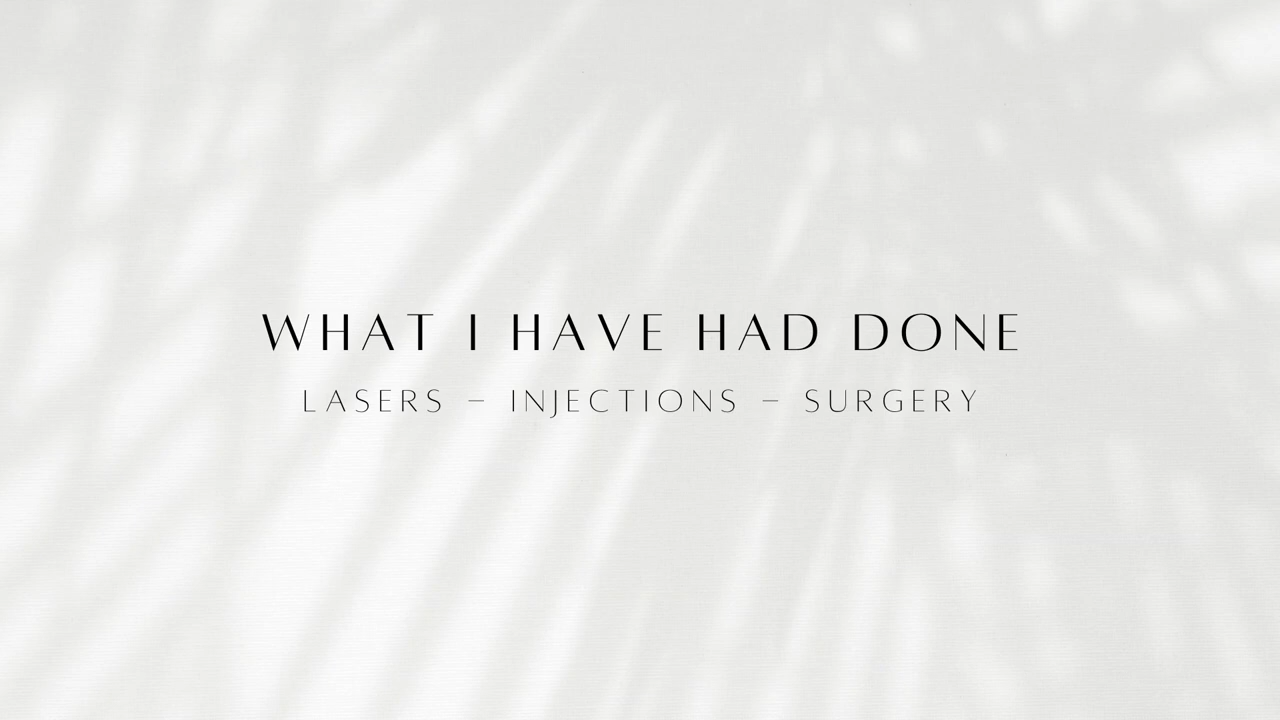 WHAT I HAVE HAD DONE
LASERS – INJECTIONS – SURGERY